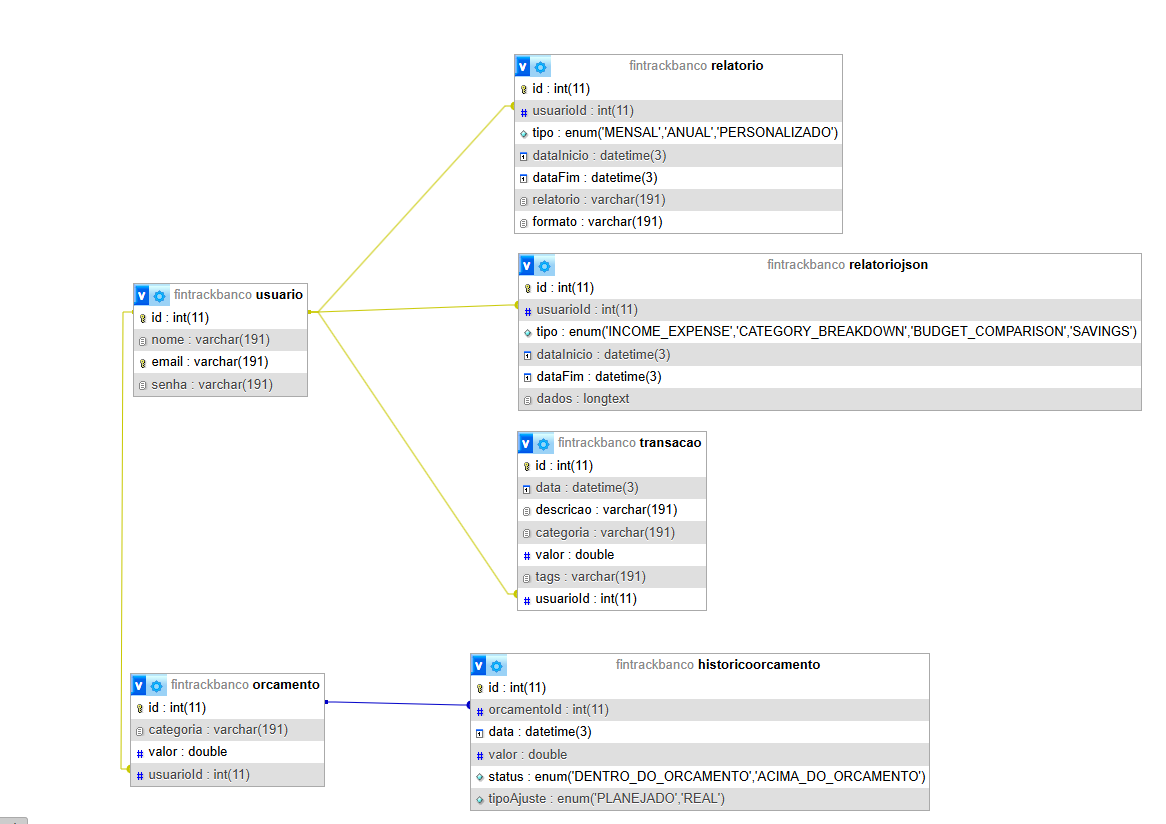 fintrackbanco relatorio
id : int(11)
usuarioId : int(11)
tipo : enum('MENSAL','ANUAL','PERSONALIZADO')
dataInicio : datetime(3)
dataFim : datetime(3)
relatorio : varchar(191)
formato : varchar(191)
fintrackbanco relatoriojson
id : int(11)
usuarioId : int(11)
tipo : enum('INCOME_EXPENSE','CATEGORY_BREAKDOWN','BUDGET_COMPARISON','SAVINGS')
dataInicio : datetime(3)
dataFim : datetime(3)
dados : longtext
fintrackbanco usuario
id : int(11)
nome : varchar(191)
email : varchar(191)
senha : varchar(191)
fintrackbanco transacao
id : int(11)
data : datetime(3)
descricao : varchar(191)
categoria : varchar(191)
valor : double
tags : varchar(191)
usuarioId : int(11)
fintrackbanco orcamento
id : int(11)
categoria : varchar(191)
valor : double
usuarioId : int(11)
fintrackbanco historicoorcamento
id : int(11)
orcamentoId : int(11)
data : datetime(3)
valor : double
status : enum('DENTRO_DO_ORCAMENTO','ACIMA_DO_ORCAMENTO')
tipoAjuste : enum('PLANEJADO','REAL')